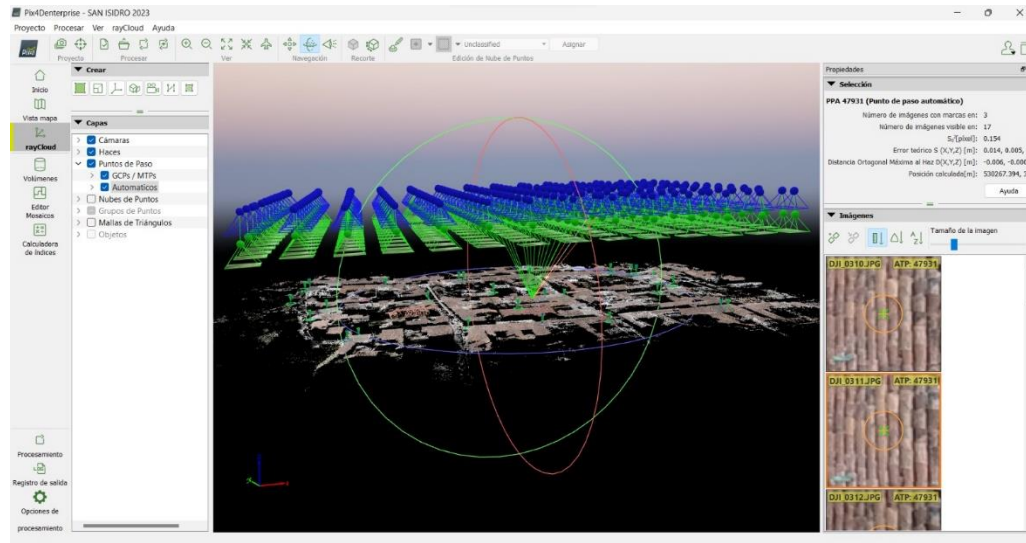 Pix4Denterprise - SAN ISIDRO 2023
Proyecto Procesar Ver rayCloud Ayuda
Unclassified
Asignar
Proyecto
Procesar
Ver
Navegación
Recorte
Edición de Nube de Puntos
Inicio
Vista mapa
rayCloud
Volúmenes
Editor
Mosaicos
Calculadora
de Indices
Procesamiento
Registro de salida
Opciones de
procesamiento
Crear
Capas
Cámaras
Haces
Puntos de Paso
GCPs / MTPs
Automaticos
Nubes de Puntos
Grupos de Puntos
Mallas de Triángulos
Objetos
Propiedades
Selección
PPA 47931 (Punto de paso automático)
Número de imágenes con marcas en: 3
Número de imágenes visible en: 17
[pixel]: 0.154
Error teórico S (X,Y,Z) [m]: 0.014, 0.005,
Distancia Ortogonal Máxima al Haz D(X,Y,Z) [m]: -0.006,
Posición calculada[m]: 530267.394,
Ayuda
Imágenes
Tamaño de la imagen
DJI_0310.JPG ATP: 47931
DJI_0311.JPG ATP: 47931
DJI_0312.JPG ATP: 47931